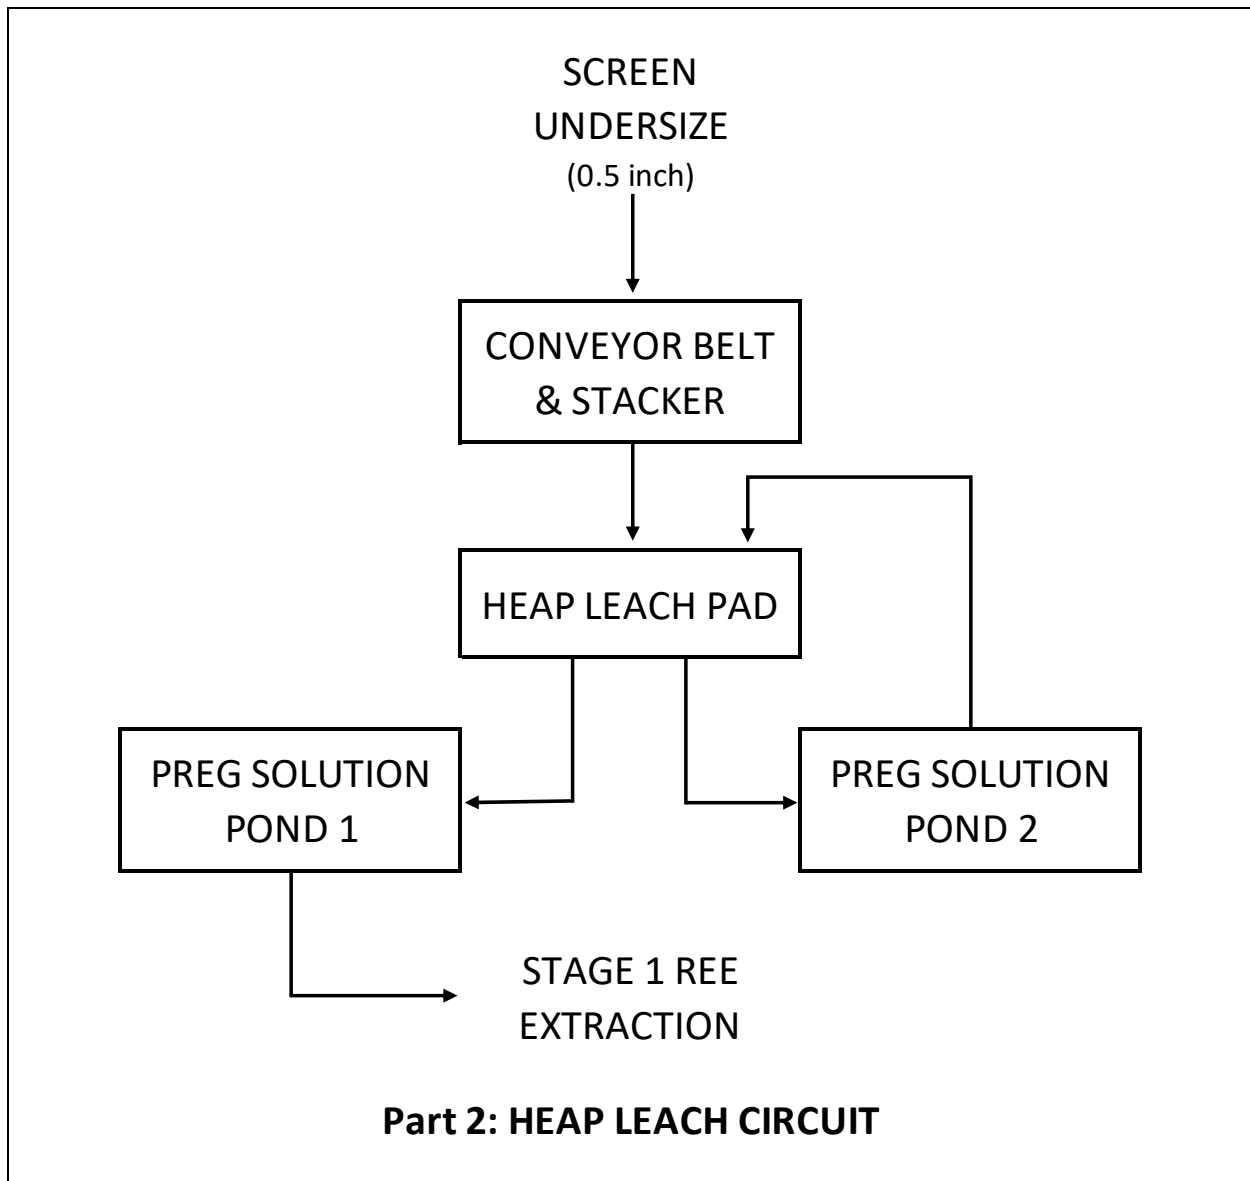 SCREEN
UNDERSIZE
(0.5 inch)
CONVEYOR BELT
& STACKER
HEAP LEACH PAD
PREG SOLUTION
POND 1
PREG SOLUTION
POND 2
STAGE 1 REE
EXTRACTION
Part 2: HEAP LEACH CIRCUIT